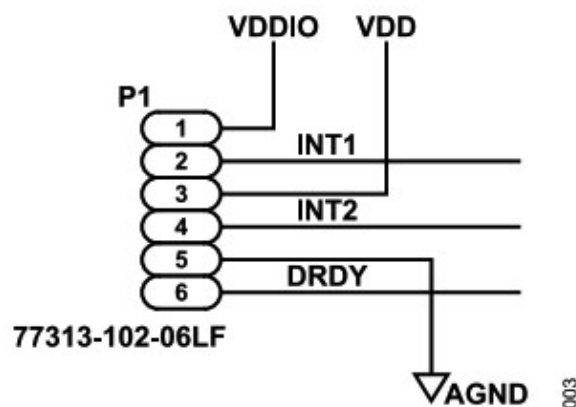 VDDIO VDD
P1
1
INT1
2
3
INT2
4
5
DRDY
6
77313-102-06LF
AGND
003